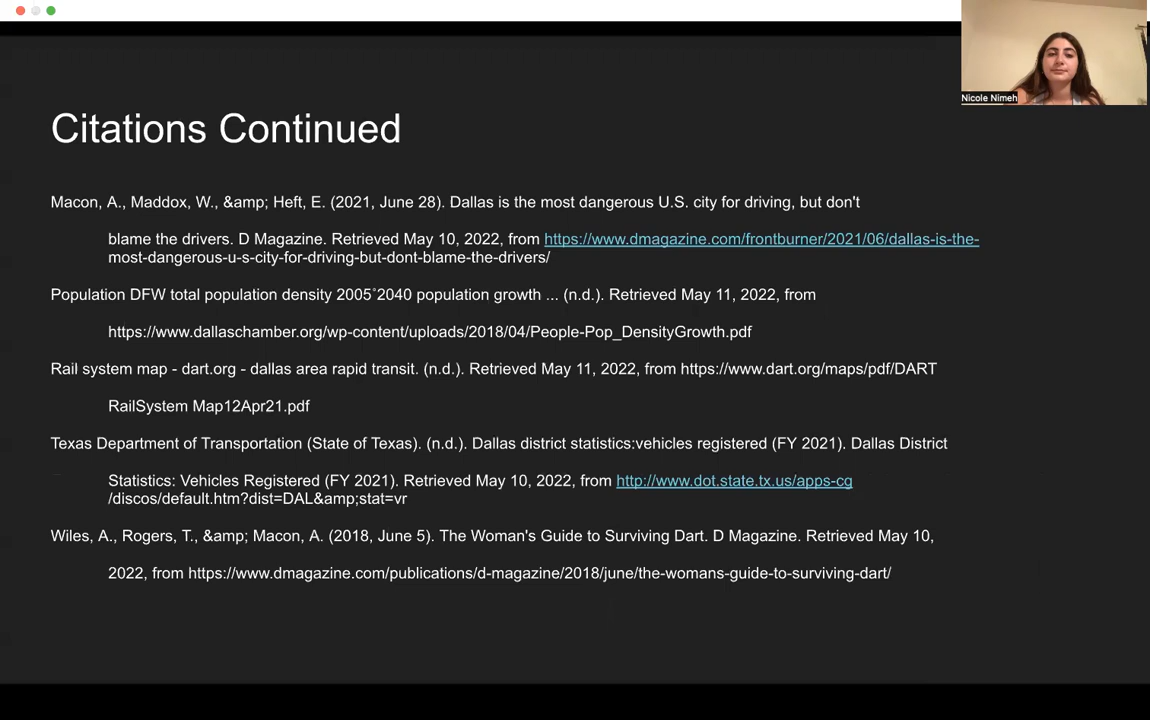 Nicole Nimeh
Citations Continued
Macon, A., Maddox, W., &amp; Heft, E. (2021, June 28). Dallas is the most dangerous U.S. city for driving, but don't
blame the drivers. D Magazine. Retrieved May 10, 2022, from https://www.dmagazine.com/frontburner/2021/06/dallas-is-the-
most-dangerous-u-s-city-for-driving-but-dont-blame-the-drivers/
Population DFW total population density 2005˚2040 population growth ... (n.d.). Retrieved May 11, 2022, from
https://www.dallaschamber.org/wp-content/uploads/2018/04/People-Pop_DensityGrowth.pdf
Rail system map - dart.org - dallas area rapid transit. (n.d.). Retrieved May 11, 2022, from https://www.dart.org/maps/pdf/DART
RailSystem Map12Apr21.pdf
Texas Department of Transportation (State of Texas). (n.d.). Dallas district statistics:vehicles registered (FY 2021). Dallas District
Statistics: Vehicles Registered (FY 2021). Retrieved May 10, 2022, from http://www.dot.state.tx.us/apps-cg
/discos/default.htm?dist=DAL&amp;stat=vr
Wiles, A., Rogers, T., &amp; Macon, A. (2018, June 5). The Woman's Guide to Surviving Dart. D Magazine. Retrieved May 10,
2022, from https://www.dmagazine.com/publications/d-magazine/2018/june/the-womans-guide-to-surviving-dart/